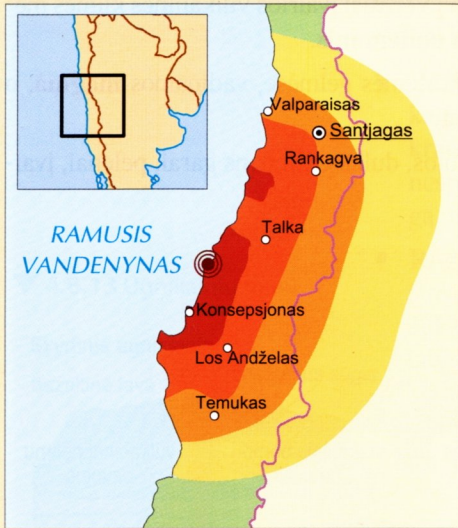 Valparaisas
Santjagas
Rankagva
RAMUSIS
VANDENYNAS
Talka
Konsepsjonas
Los Andželas
Temukas